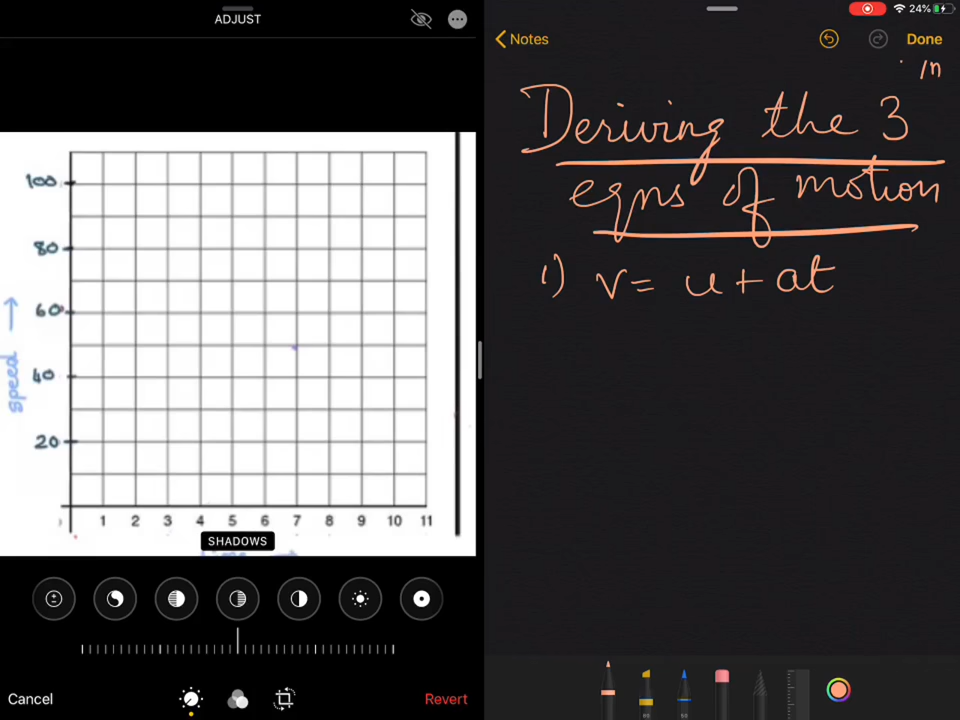 ADJUST
100
80
60
40
20
speed →
1 2 3 4 5 6 7 8 9 10 11
SHADOWS
Cancel
Revert
24%
Notes
Done
in
Deriving the 3
eqns of motion
1) v = u + at